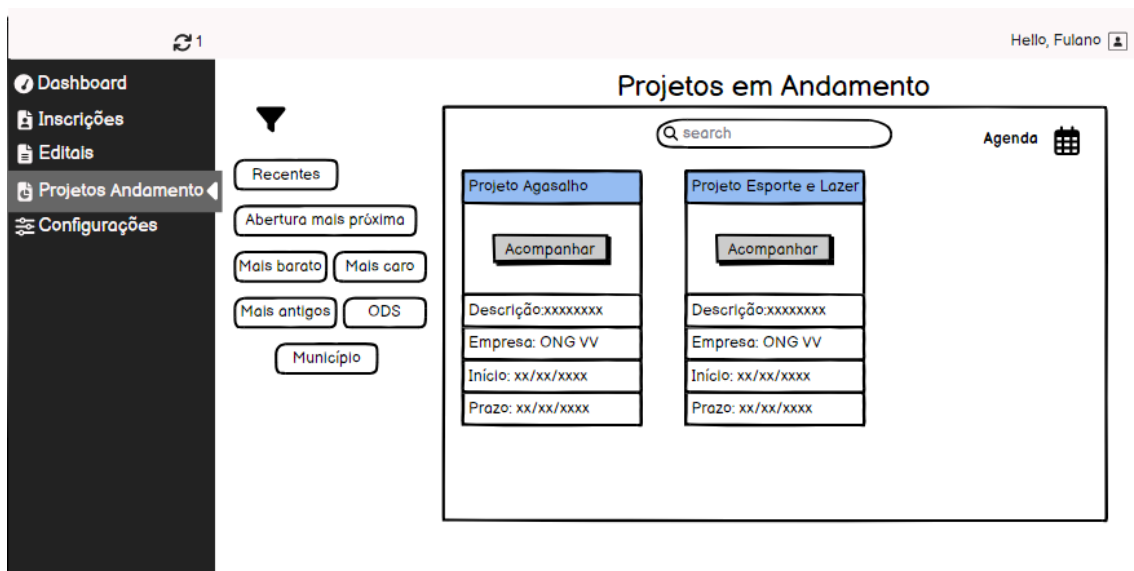 1
Hello, Fulano
Dashboard
Inscrições
Editais
Projetos Andamento
Configurações
Recentes
Abertura mais próxima
Mais barato
Mais caro
Mais antigos
ODS
Município
Projetos em Andamento
search
Agenda
Projeto Agasalho
Acompanhar
Descrição:xxxxxxxx
Empresa: ONG VV
Início: xx/xx/xxxx
Prazo: xx/xx/xxxx
Projeto Esporte e Lazer
Acompanhar
Descrição:xxxxxxxx
Empresa: ONG VV
Início: xx/xx/xxxx
Prazo: xx/xx/xxxx